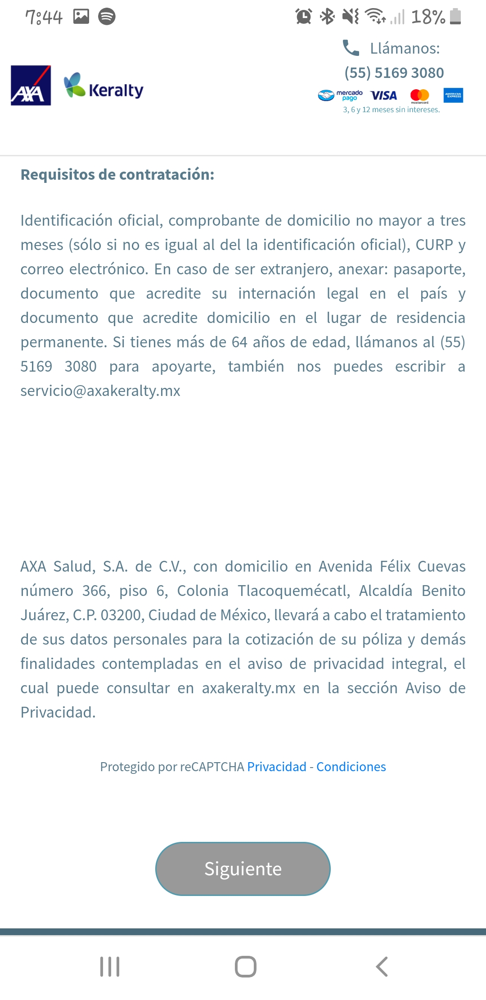 7:44
18%
Llámanos:
(55) 5169 3080
AXA
Keralty
mercado
pago
VISA
mastercard.
AMERICAN
EXPRESS
3, 6 y 12 meses sin intereses.
Requisitos de contratación:
Identificación oficial, comprobante de domicilio no mayor a tres
meses (sólo si no es igual al del la identificación oficial), CURP y
correo electrónico. En caso de ser extranjero, anexar: pasaporte,
documento que acredite su internación legal en el país y
documento que acredite domicilio en el lugar de residencia
permanente. Si tienes más de 64 años de edad, llámanos al (55)
5169 3080 para apoyarte, también nos puedes escribir a
servicio@axakeralty.mx
AXA Salud, S.A. de C.V., con domicilio en Avenida Félix Cuevas
número 366, piso 6, Colonia Tlacoquemécatl, Alcaldía Benito
Juárez, C.P. 03200, Ciudad de México, llevará a cabo el tratamiento
de sus datos personales para la cotización de su póliza y demás
finalidades contempladas en el aviso de privacidad integral, el
cual puede consultar en axakeralty.mx en la sección Aviso de
Privacidad.
Protegido por reCAPTCHA Privacidad - Condiciones
Siguiente